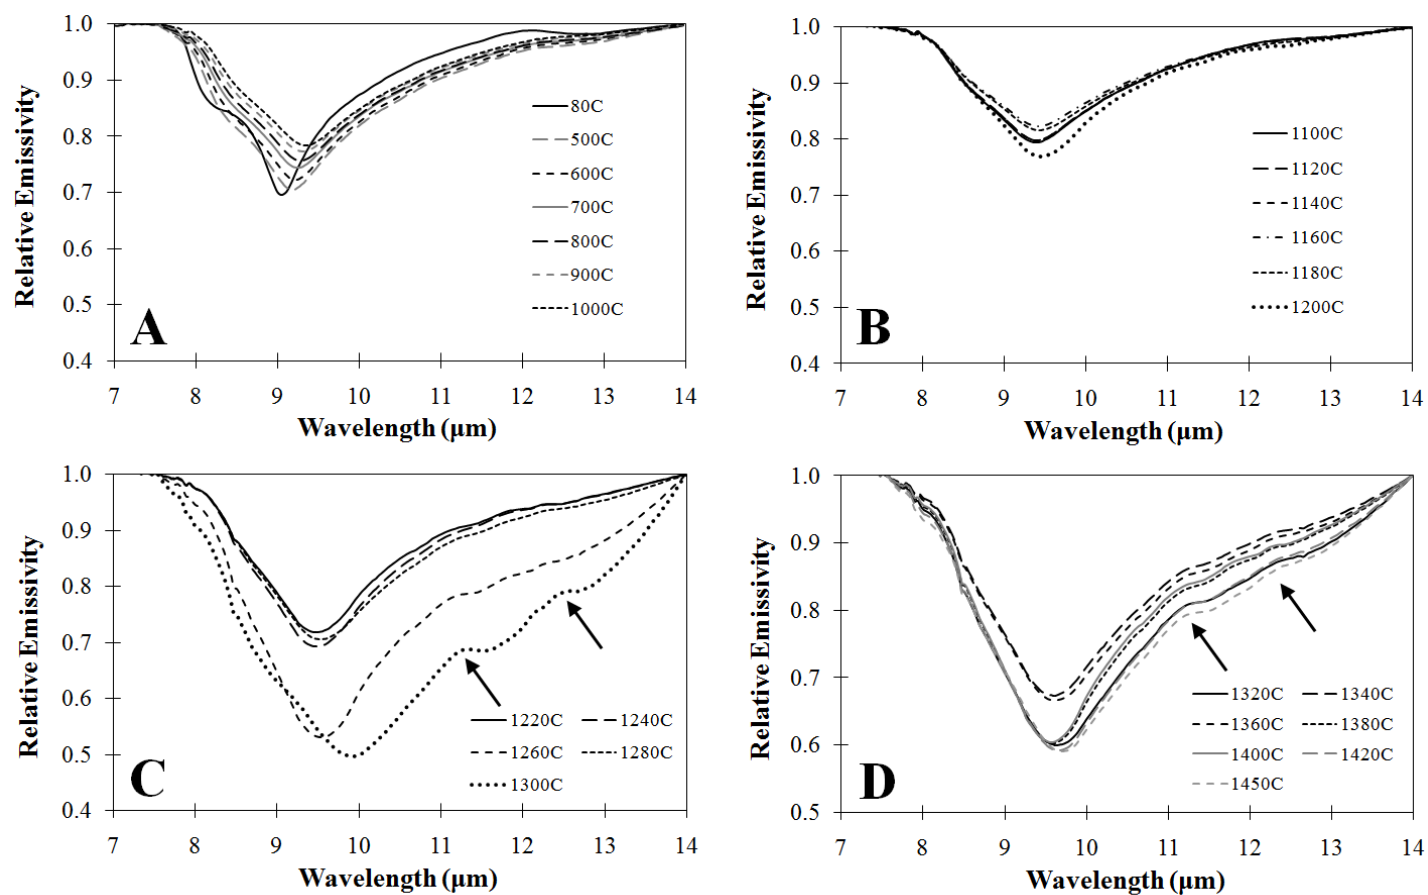 1.0
0.9
0.8
0.7
0.6
0.5
0.4
Relative Emissivity
80C
500C
600C
700C
800C
900C
1000C
A
7 8 9 10 11 12 13 14
Wavelength (μm)
1.0
0.9
0.8
0.7
0.6
0.5
0.4
Relative Emissivity
1100C
1120C
1140C
1160C
1180C
1200C
B
7 8 9 10 11 12 13 14
Wavelength (μm)
1.0
0.9
0.8
0.7
0.6
0.5
0.4
Relative Emissivity
1220C 1240C
1260C 1280C
1300C
C
7 8 9 10 11 12 13 14
Wavelength (μm)
1.0
0.9
0.8
0.7
0.6
0.5
Relative Emissivity
1320C 1340C
1360C 1380C
1400C 1420C
1450C
D
7 8 9 10 11 12 13 14
Wavelength (μm)